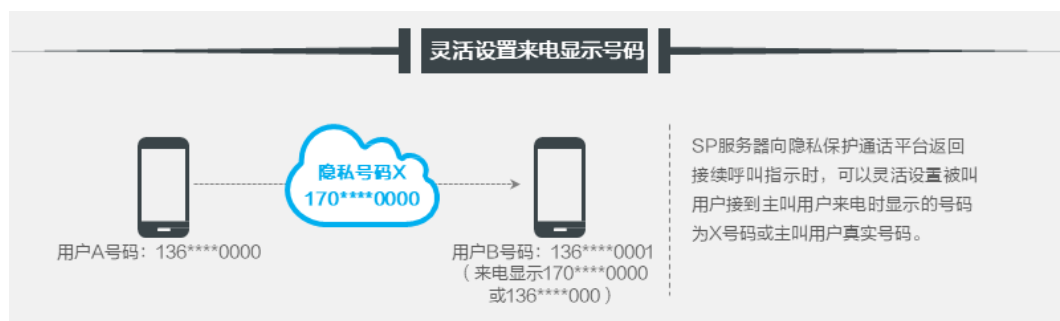 灵活设置来电显示号码
隐私号码X
170****0000
用户A号码：136****0000
用户B号码：136****0001
（来电显示170****0000
或136****000）
SP服务器向隐私保护通话平台返回
接续呼叫指示时，可以灵活设置被叫
用户接到主叫用户来电时显示的号码
为X号码或主叫用户真实号码。